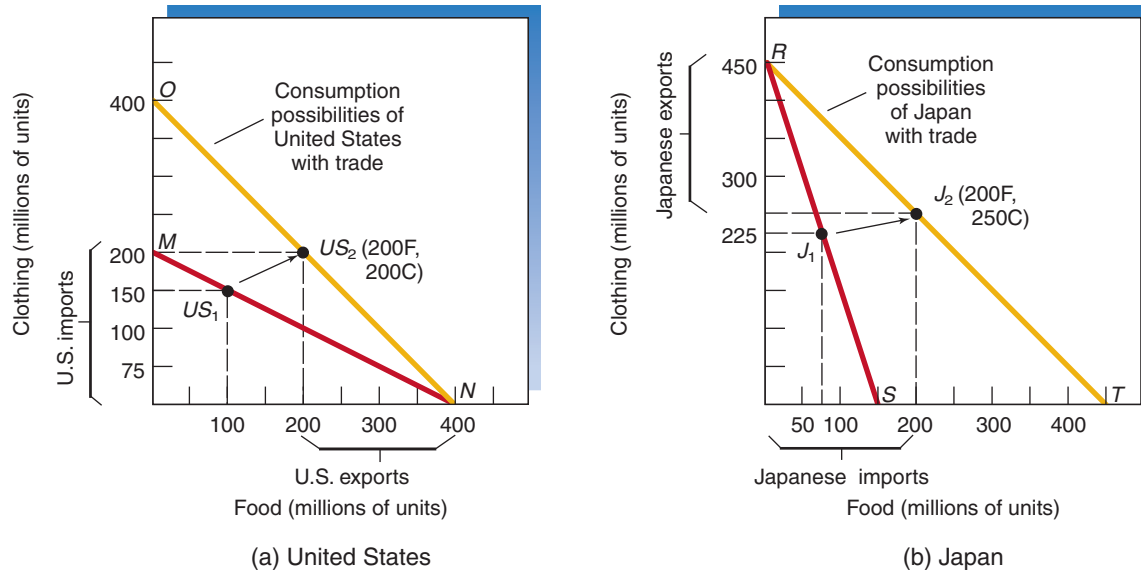 O
400
Consumption
possibilities of
United States
with trade
M
200
US2 (200F,
200C)
150
US1
100
75
N
100
200
300
400
Clothing (millions of units)
U.S. imports
U.S. exports
Food (millions of units)
(a) United States
R
450
Consumption
possibilities
of Japan
with trade
300
J2 (200F,
250C)
225
J1
S
T
50
100
200
300
400
Clothing (millions of units)
Japanese exports
Japanese imports
Food (millions of units)
(b) Japan